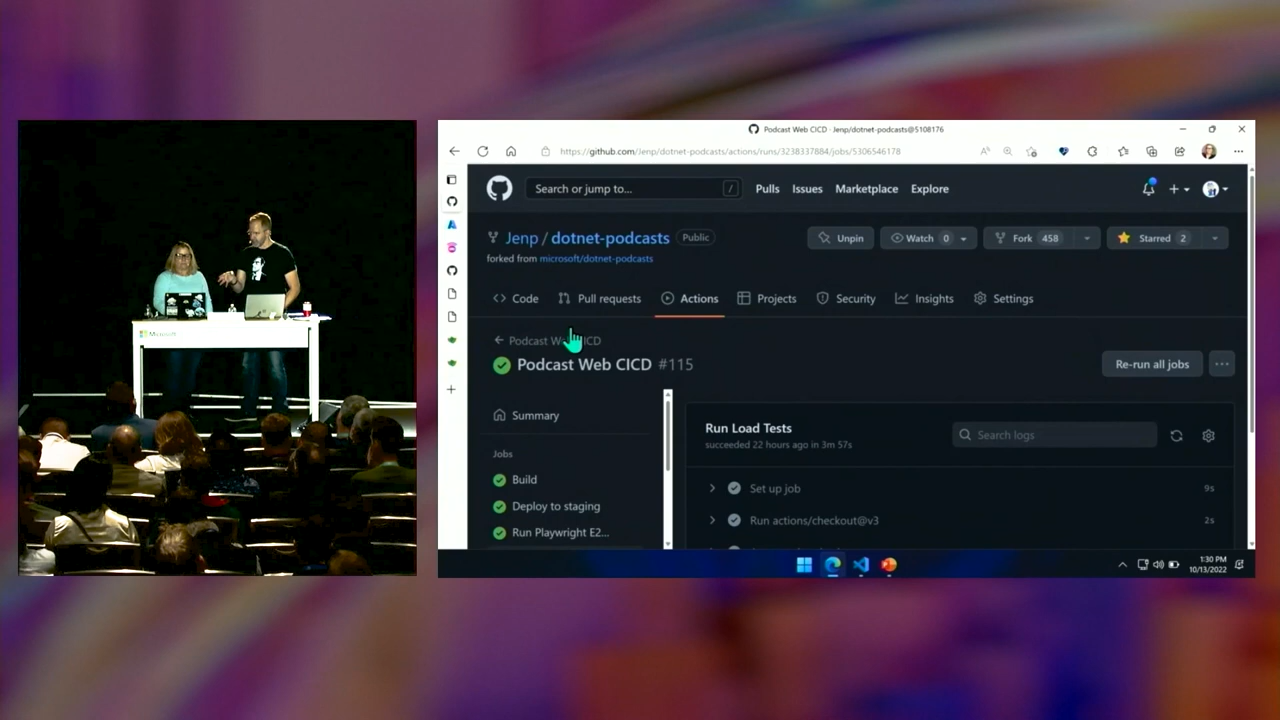 Microsoft
Podcast Web CICD · Jenp/dotnet-podcasts@5108176
https://github.com/Jenp/dotnet-podcasts/actions/runs/3238337884/jobs/5306546178
Search or jump to... /
Pulls Issues Marketplace Explore
Jenp / dotnet-podcasts Public
Unpin Watch 0 Fork 458 Starred 2
forked from microsoft/dotnet-podcasts
Code Pull requests Actions Projects Security Insights Settings
Podcast CICD
Podcast Web CICD #115
Re-run all jobs
Summary
Run Load Tests
succeeded 22 hours ago in 3m 57s
Search logs
Jobs
Build
Deploy to staging
Run Playwright E2...
Set up job 9s
Run actions/checkout@v3 2s
1:30 PM
10/13/2022